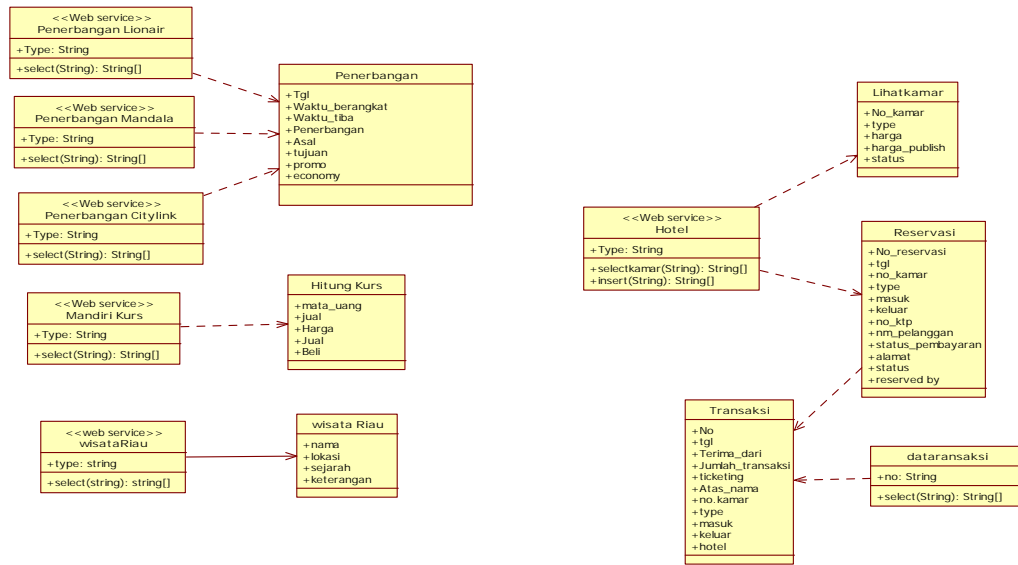 <<Web service>>
Penerbangan Lionair
+Type: String
+select(String): String[]
<<Web service>>
Penerbangan Mandala
+Type: String
+select(String): String[]
<<Web service>>
Penerbangan Citylink
+Type: String
+select(String): String[]
Penerbangan
+Tgl
+Waktu_berangkat
+Waktu_tiba
+Penerbangan
+Asal
+tujuan
+promo
+economy
<<Web service>>
Mandiri Kurs
+Type: String
+select(String): String[]
Hitung Kurs
+mata_uang
+jual
+Harga
+Jual
+Beli
<<web service>>
wisataRiau
+type: string
+select(string): string[]
wisata Riau
+nama
+lokasi
+sejarah
+keterangan
Lihatkamar
+No_kamar
+type
+harga
+harga_publish
+status
<<Web service>>
Hotel
+Type: String
+selectkamar(String): String[]
+insert(String): String[]
Reservasi
+No_reservasi
+tgl
+no_kamar
+type
+masuk
+keluar
+no_ktp
+nm_pelanggan
+status_pembayaran
+alamat
+status
+reserved by
Transaksi
+No
+tgl
+Terima_dari
+Jumlah_transaksi
+ticketing
+Atas_nama
+no.kamar
+type
+masuk
+keluar
+hotel
dataransaksi
+no: String
+select(String): String[]